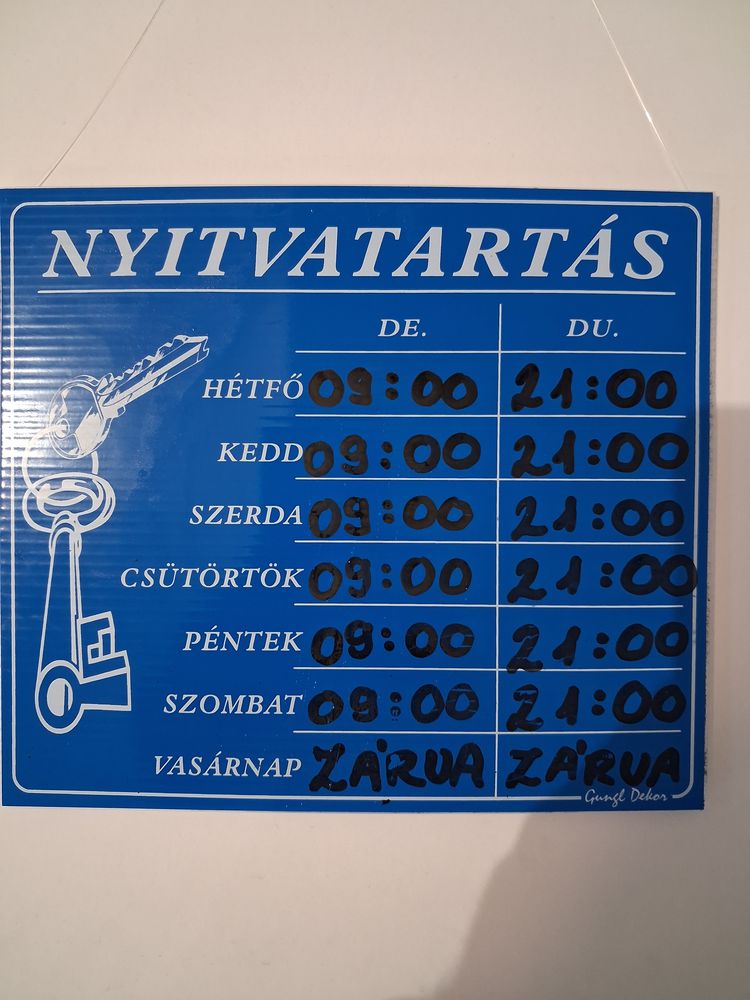 NYITVATARTÁS
DE. DU.
HÉTFŐ 09:00 21:00
KEDD 09:00 21:00
SZERDA 09:00 21:00
CSÜTÖRTÖK 09:00 21:00
PÉNTEK 09:00 21:00
SZOMBAT 09:00 21:00
VASÁRNAP ZÁRVA ZÁRVA
Gungl Dekor